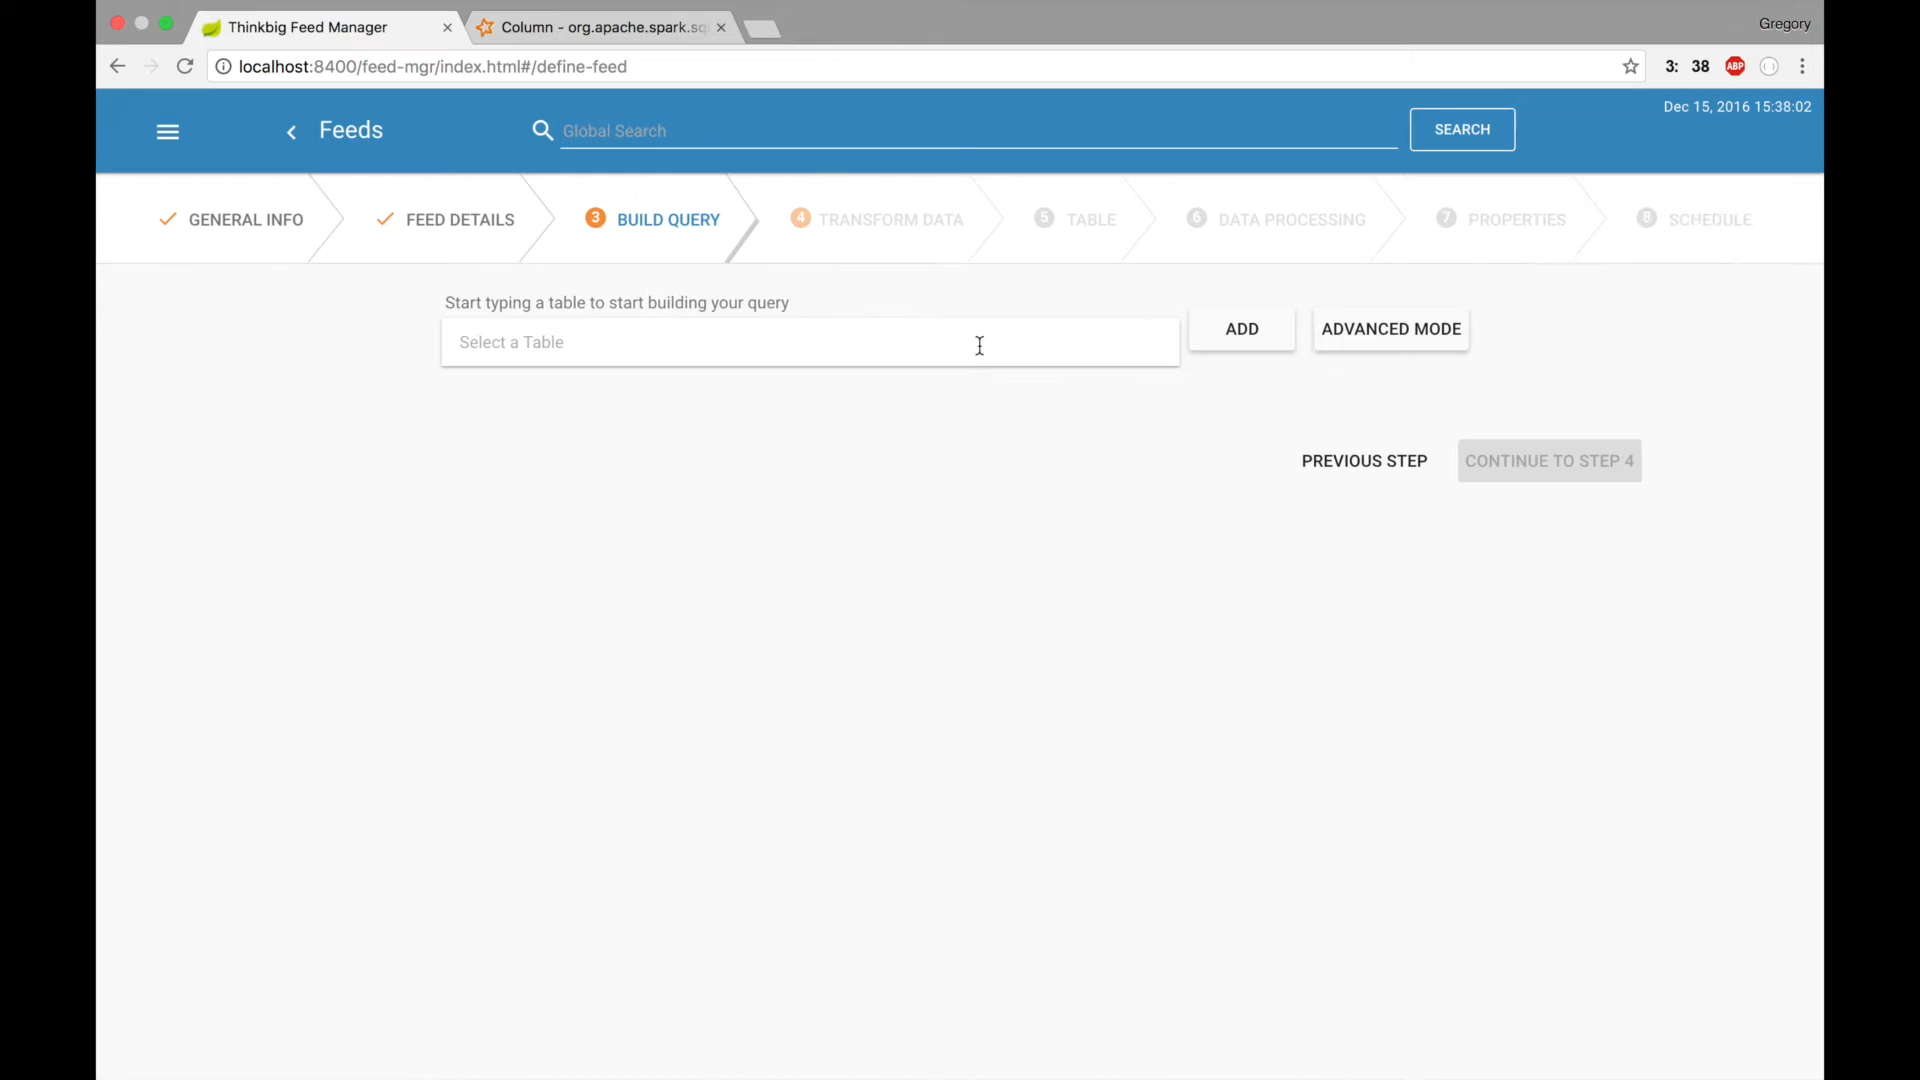 Thinkbig Feed Manager
Column - org.apache.spark.sql
Gregory
localhost:8400/feed-mgr/index.html#/define-feed
3: 38
ABP
Feeds
Global Search
SEARCH
Dec 15, 2016 15:38:02
GENERAL INFO
FEED DETAILS
3 BUILD QUERY
4 TRANSFORM DATA
5 TABLE
6 DATA PROCESSING
7 PROPERTIES
8 SCHEDULE
Start typing a table to start building your query
Select a Table
ADD
ADVANCED MODE
PREVIOUS STEP
CONTINUE TO STEP 4